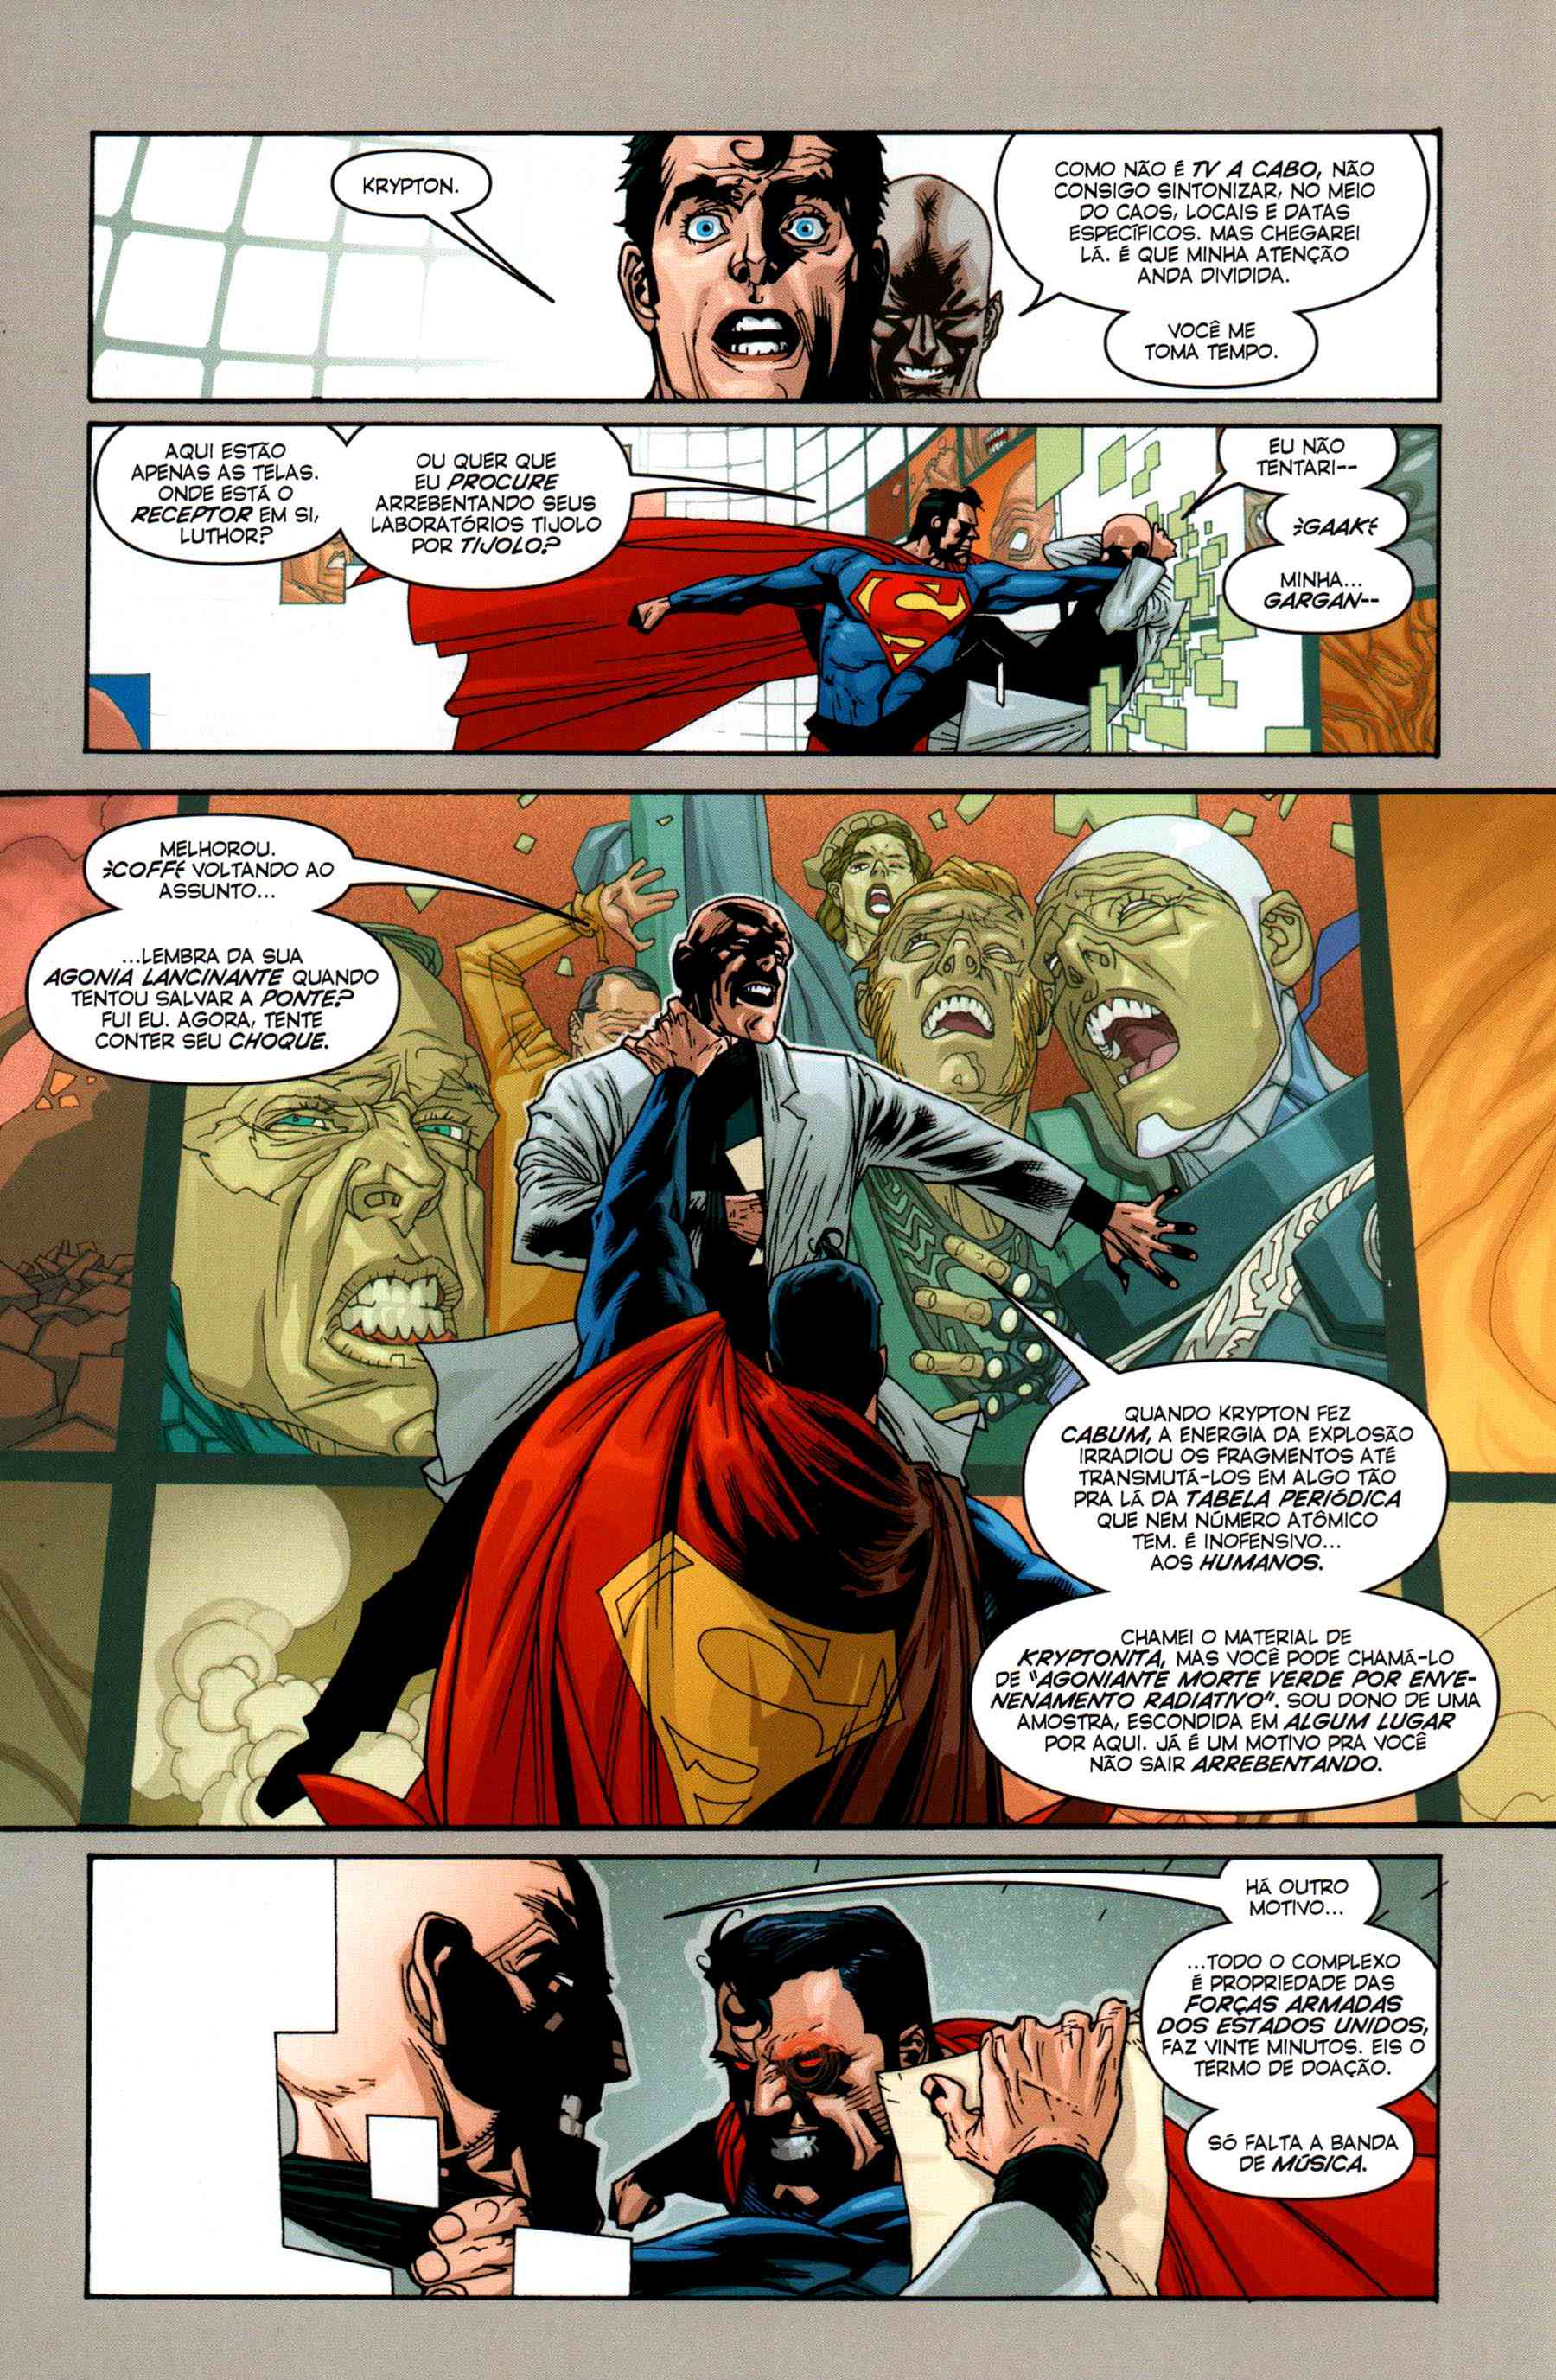 KRYPTON.
COMO NÃO É TV A CABO, NÃO
CONSIGO SINTONIZAR, NO MEIO
DO CAOS, LOCAIS E DATAS
ESPECÍFICOS. MAS CHEGAREI
LÁ. É QUE MINHA ATENÇÃO
ANDA DIVIDIDA.
VOCÊ ME
TOMA TEMPO.
AQUI ESTÃO
APENAS AS TELAS.
ONDE ESTÁ O
RECEPTOR EM SI,
LUTHOR?
OU QUER QUE
EU PROCURE
ARREBENTANDO SEUS
LABORATÓRIOS TIJOLO
POR TIJOLO?
EU NÃO
TENTARI--
GAAK
MINHA...
GARGAN--
MELHOROU.
COFF VOLTANDO AO
ASSUNTO...
...LEMBRA DA SUA
AGONIA LANCINANTE QUANDO
TENTOU SALVAR A PONTE?
FUI EU. AGORA, TENTE
CONTER SEU CHOQUE.
QUANDO KRYPTON FEZ
CABUM, A ENERGIA DA EXPLOSÃO
IRRADIOU OS FRAGMENTOS ATÉ
TRANSMUTÁ-LOS EM ALGO TÃO
PRA LÁ DA TABELA PERIÓDICA
QUE NEM NÚMERO ATÔMICO
TEM. É INOFENSIVO...
AOS HUMANOS.
CHAMEI O MATERIAL DE
KRYPTONITA, MAS VOCÊ PODE CHAMÁ-LO
DE "AGONIANTE MORTE VERDE POR ENVE-
NENAMENTO RADIATIVO". SOU DONO DE UMA
AMOSTRA, ESCONDIDA EM ALGUM LUGAR
POR AQUI. JÁ É UM MOTIVO PRA VOCÊ
NÃO SAIR ARREBENTANDO.
HÁ OUTRO
MOTIVO...
...TODO O COMPLEXO
É PROPRIEDADE DAS
FORÇAS ARMADAS
DOS ESTADOS UNIDOS,
FAZ VINTE MINUTOS. EIS O
TERMO DE DOAÇÃO.
SÓ FALTA A BANDA
DE MÚSICA.